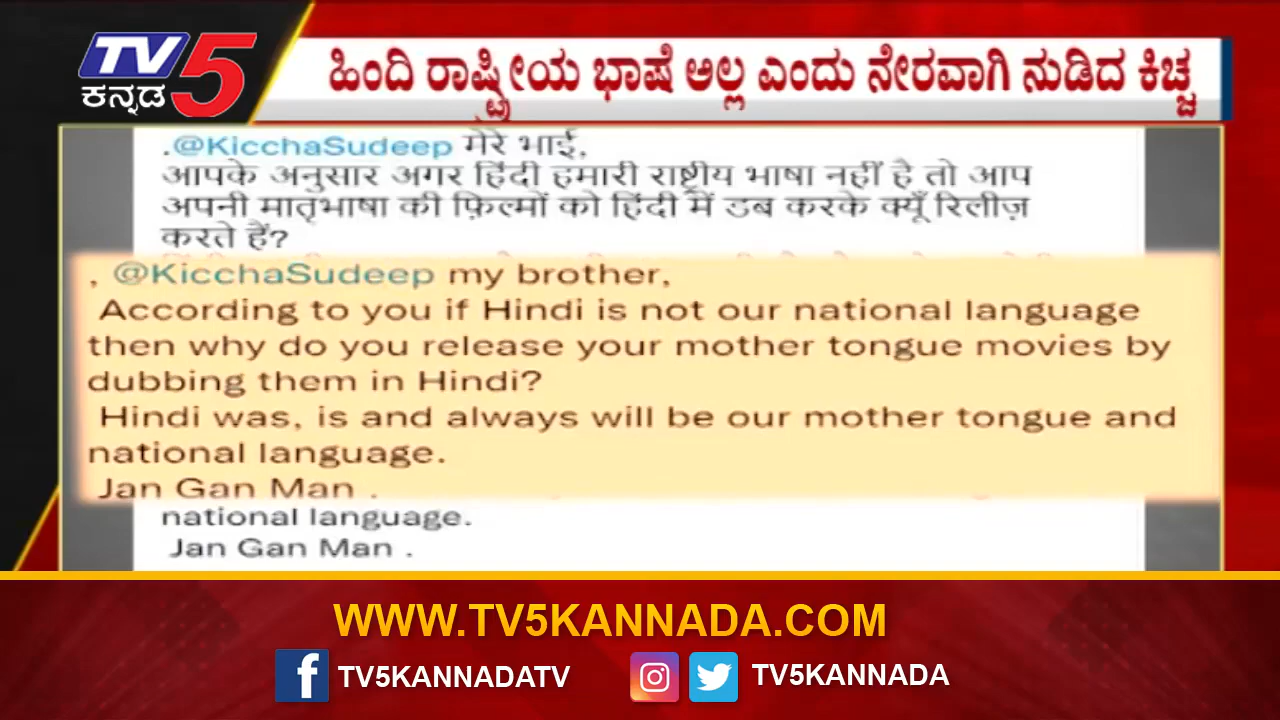 TV5
ಕನ್ನಡ
ಹಿಂದಿ ರಾಷ್ಟ್ರೀಯ ಭಾಷೆ ಅಲ್ಲ ಎಂದು ನೇರವಾಗಿ ನುಡಿದ ಕಿಚ್ಚ
.@KicchaSudeep मेरे भाई,
आपके अनुसार अगर हिंदी हमारी राष्ट्रीय भाषा नहीं है तो आप
अपनी मातृभाषा की फ़िल्मों को हिंदी में डब करके क्यूँ रिलीज़
करते हैं?
, @KicchaSudeep my brother,
According to you if Hindi is not our national language
then why do you release your mother tongue movies by
dubbing them in Hindi?
Hindi was, is and always will be our mother tongue and
national language.
Jan Gan Man .
national language.
Jan Gan Man .
WWW.TV5KANNADA.COM
TV5KANNADATV
TV5KANNADA